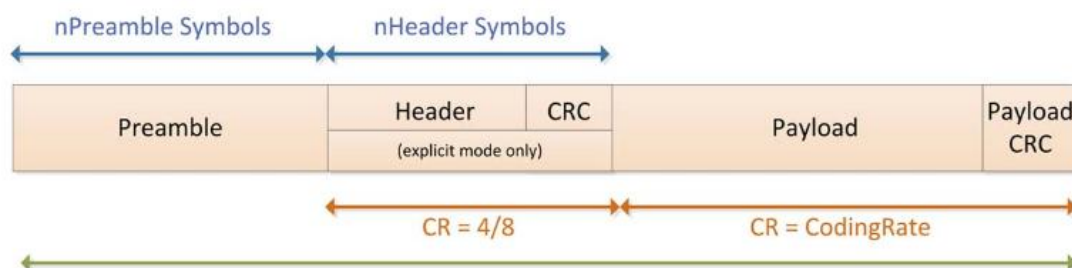 nPreamble Symbols nHeader Symbols
Preamble Header CRC Payload Payload CRC
(explicit mode only)
CR = 4/8 CR = CodingRate